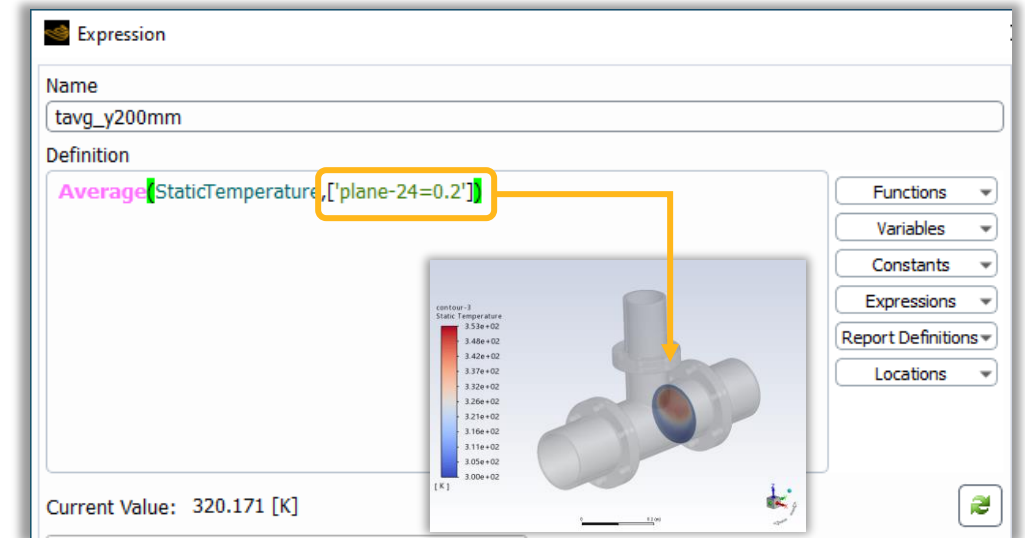 Expression
Name
tavg_y200mm
Definition
Average(StaticTemperature,['plane-24=0.2'])
Functions
Variables
Constants
Expressions
Report Definitions
Locations
contour-3
Static Temperature
3.53e+02
3.48e+02
3.42e+02
3.37e+02
3.32e+02
3.26e+02
3.21e+02
3.16e+02
3.11e+02
3.05e+02
3.00e+02
[K]
0
Current Value: 320.171 [K]